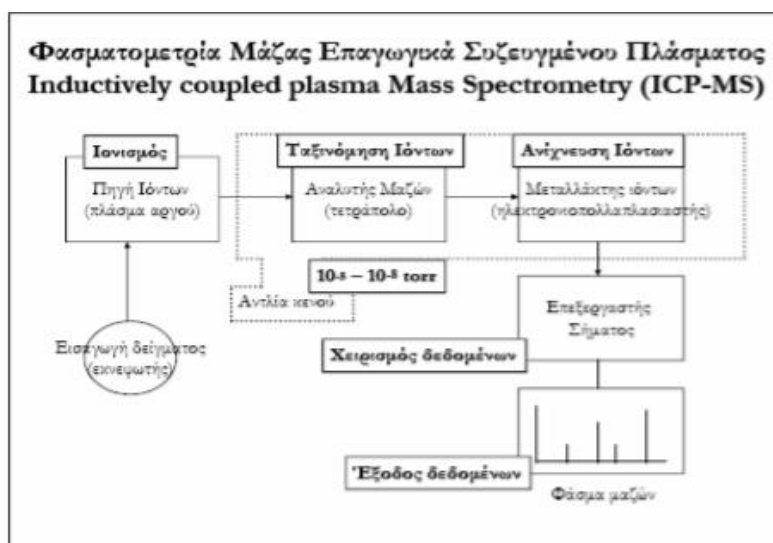 Φασματομετρία Μάζας Επαγωγικά Συζευγμένου Πλάσματος
Inductively coupled plasma Mass Spectrometry (ICP-MS)
Ιονισμός
Πηγή Ιόντων
(πλάσμα αργού)
Ταξινόμηση Ιόντων
Αναλυτής Μαζών
(τετράπολο)
Ανίχνευση Ιόντων
Μεταλλάκτης ιόντων
(ηλεκτρονιοπολλαπλασιαστής)
10-5 – 10-8 torr
Αντλία κενού
Εισαγωγή δείγματος
(εκνεφωτής)
Επεξεργαστής
Σήματος
Χειρισμός δεδομένων
Έξοδος δεδομένων
Φάσμα μαζών